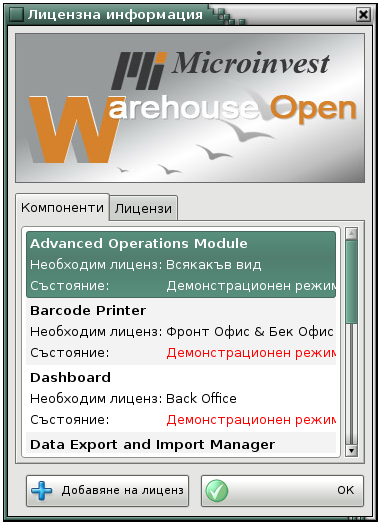 Лицензна информация
Microinvest
Warehouse Open
Компоненти
Лицензи
Advanced Operations Module
Необходим лиценз: Всякакъв вид
Състояние: Демонстрационен режим
Barcode Printer
Необходим лиценз: Фронт Офис & Бек Офис
Състояние: Демонстрационен режим
Dashboard
Необходим лиценз: Back Office
Състояние: Демонстрационен режим
Data Export and Import Manager
Добавяне на лиценз
OK